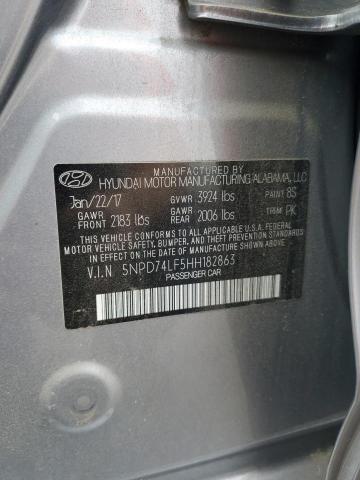 MANUFACTURED BY
HYUNDAI MOTOR MANUFACTURING ALABAMA, LLC
Jan/22/17 GVWR 3924 lbs PAINT 8S
GAWR FRONT 2183 lbs GAWR REAR 2006 lbs TRIM PK
THIS VEHICLE CONFORMS TO ALL APPLICABLE U.S.A FEDERAL
MOTOR VEHICLE SAFETY, BUMPER, AND THEFT PREVENTION
STANDARDS IN EFFECT ON THE DATE OF MANUFACTURE SHOWN ABOVE.
V.I.N 5NPD74LF5HH182863
PASSENGER CAR